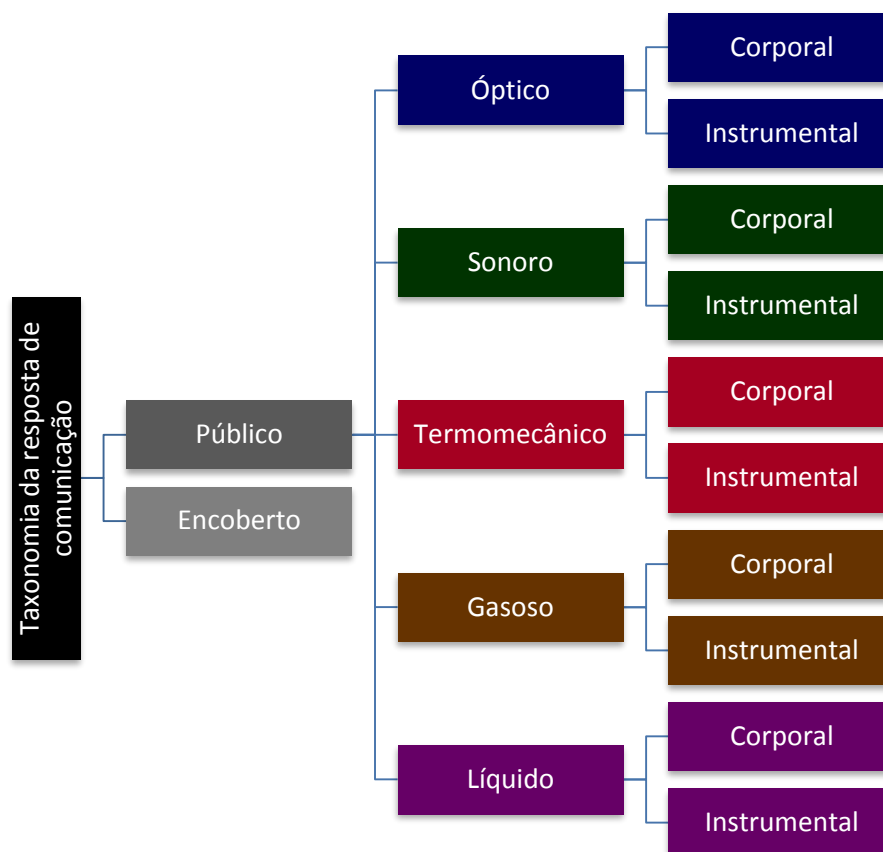 Taxonomia da resposta de
comunicação
Público
Encoberto
Óptico
Corporal
Instrumental
Sonoro
Corporal
Instrumental
Termomecânico
Corporal
Instrumental
Gasoso
Corporal
Instrumental
Líquido
Corporal
Instrumental